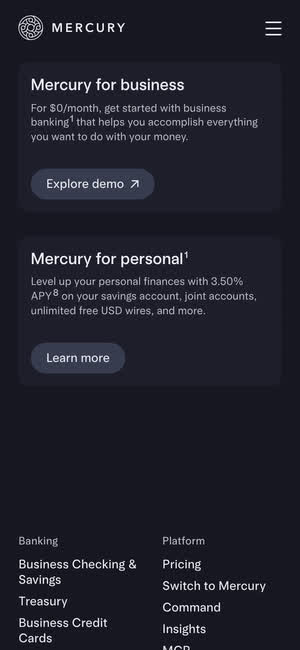 MERCURY
Mercury for business
For $0/month, get started with business
banking¹ that helps you accomplish everything
you want to do with your money.
Explore demo
Mercury for personal¹
Level up your personal finances with 3.50%
APY⁸ on your savings account, joint accounts,
unlimited free USD wires, and more.
Learn more
Banking
Business Checking &
Savings
Treasury
Business Credit
Cards
Platform
Pricing
Switch to Mercury
Command
Insights
MCP